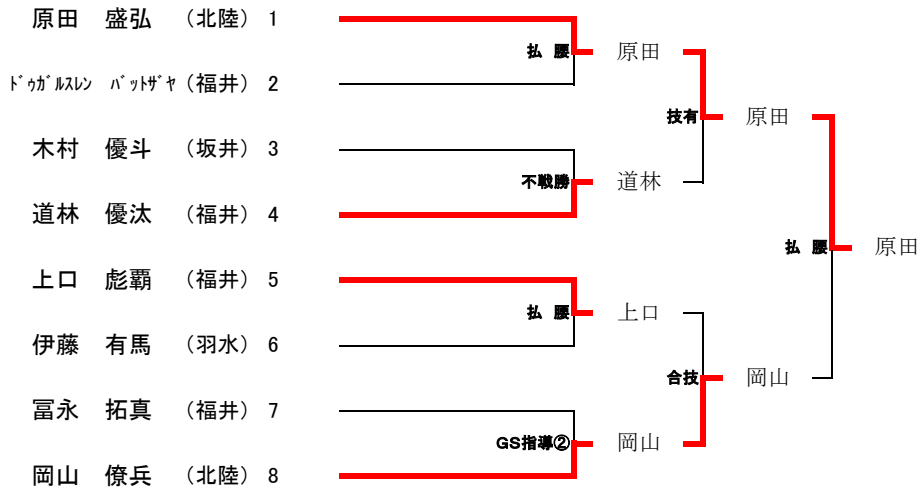 原田 盛弘 （北陸） 1
払 腰 原田
ﾄﾞｩｶﾞﾙｽﾚﾝ ﾊﾞｯﾄｻﾞﾔ（福井） 2
技有 原田
木村 優斗 （坂井） 3
不戦勝 道林
道林 優汰 （福井） 4
払 腰 原田
上口 彪覇 （福井） 5
払 腰 上口
伊藤 有馬 （羽水） 6
合技 岡山
冨永 拓真 （福井） 7
GS指導② 岡山
岡山 僚兵 （北陸） 8